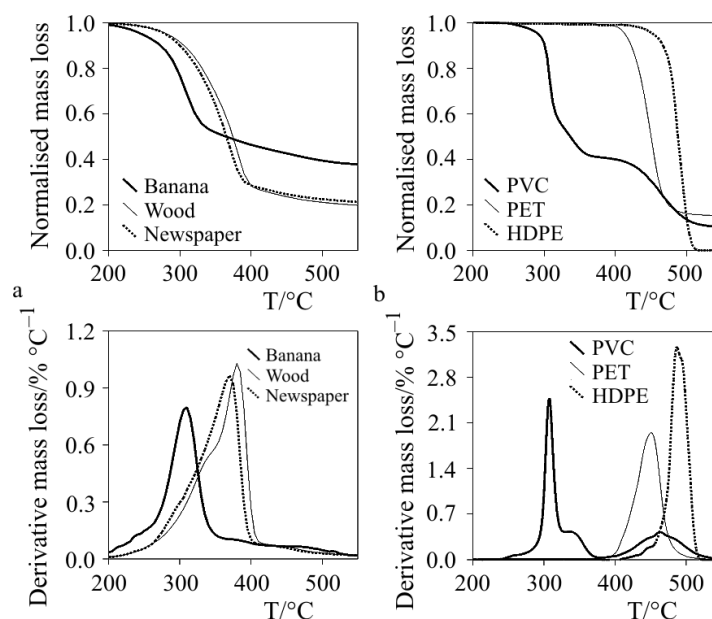 Normalised mass loss
1.0
0.8
0.6
0.4
0.2
0.0
Banana
Wood
Newspaper
200
300
400
500
T/°C
a
Normalised mass loss
1.0
0.8
0.6
0.4
0.2
0.0
PVC
PET
HDPE
200
300
400
500
T/°C
b
Derivative mass loss/% °C⁻¹
1.2
0.9
0.6
0.3
0.0
Banana
Wood
Newspaper
200
300
400
500
T/°C
Derivative mass loss/% °C⁻¹
3.5
2.8
2.1
1.4
0.7
0.0
PVC
PET
HDPE
200
300
400
500
T/°C